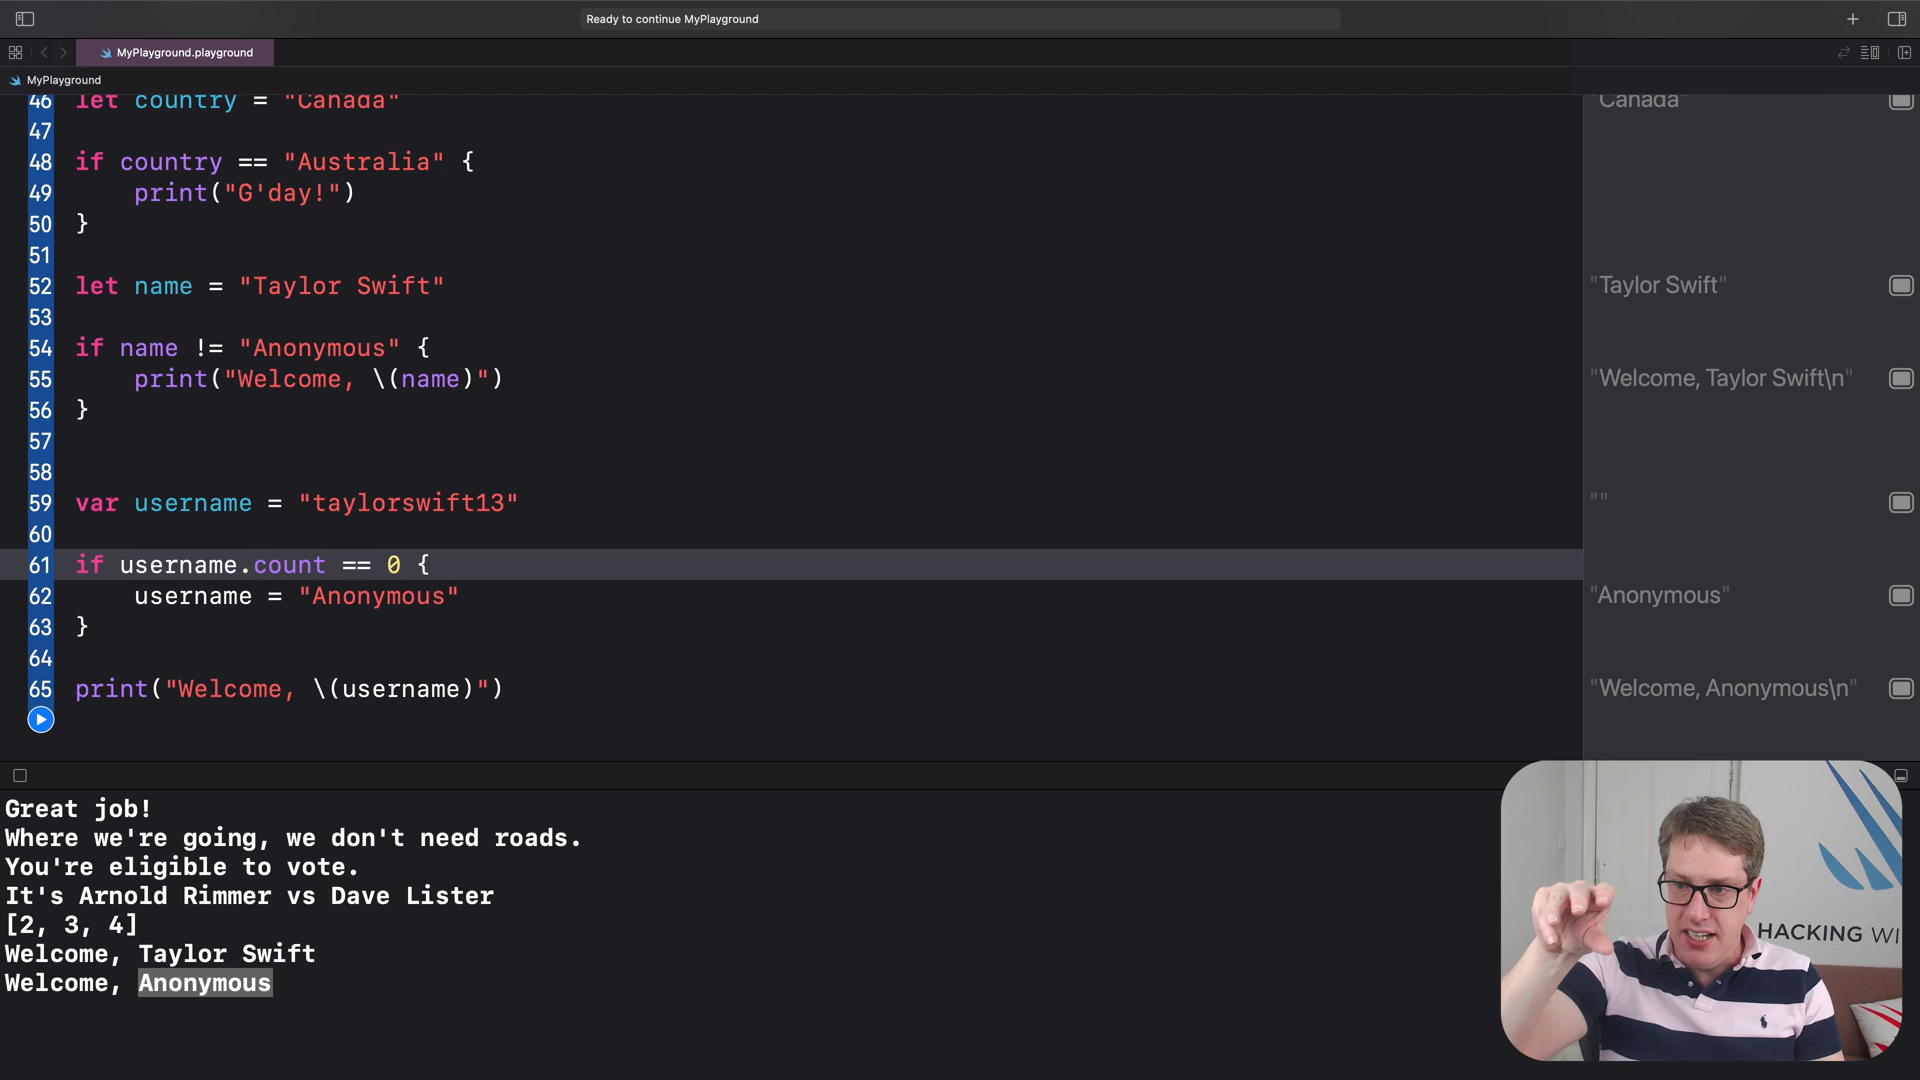 Ready to continue MyPlayground
MyPlayground.playground
MyPlayground
46 let country = "Canada"
"Canada"
47
48 if country == "Australia" {
49     print("G'day!")
50 }
51
52 let name = "Taylor Swift"
"Taylor Swift"
53
54 if name != "Anonymous" {
55     print("Welcome, \(name)")
"Welcome, Taylor Swift\n"
56 }
57
58
59 var username = "taylorswift13"
""
60
61 if username.count == 0 {
62     username = "Anonymous"
"Anonymous"
63 }
64
65 print("Welcome, \(username)")
"Welcome, Anonymous\n"
Great job!
Where we're going, we don't need roads.
You're eligible to vote.
It's Arnold Rimmer vs Dave Lister
[2, 3, 4]
Welcome, Taylor Swift
Welcome, Anonymous
HACKING WI